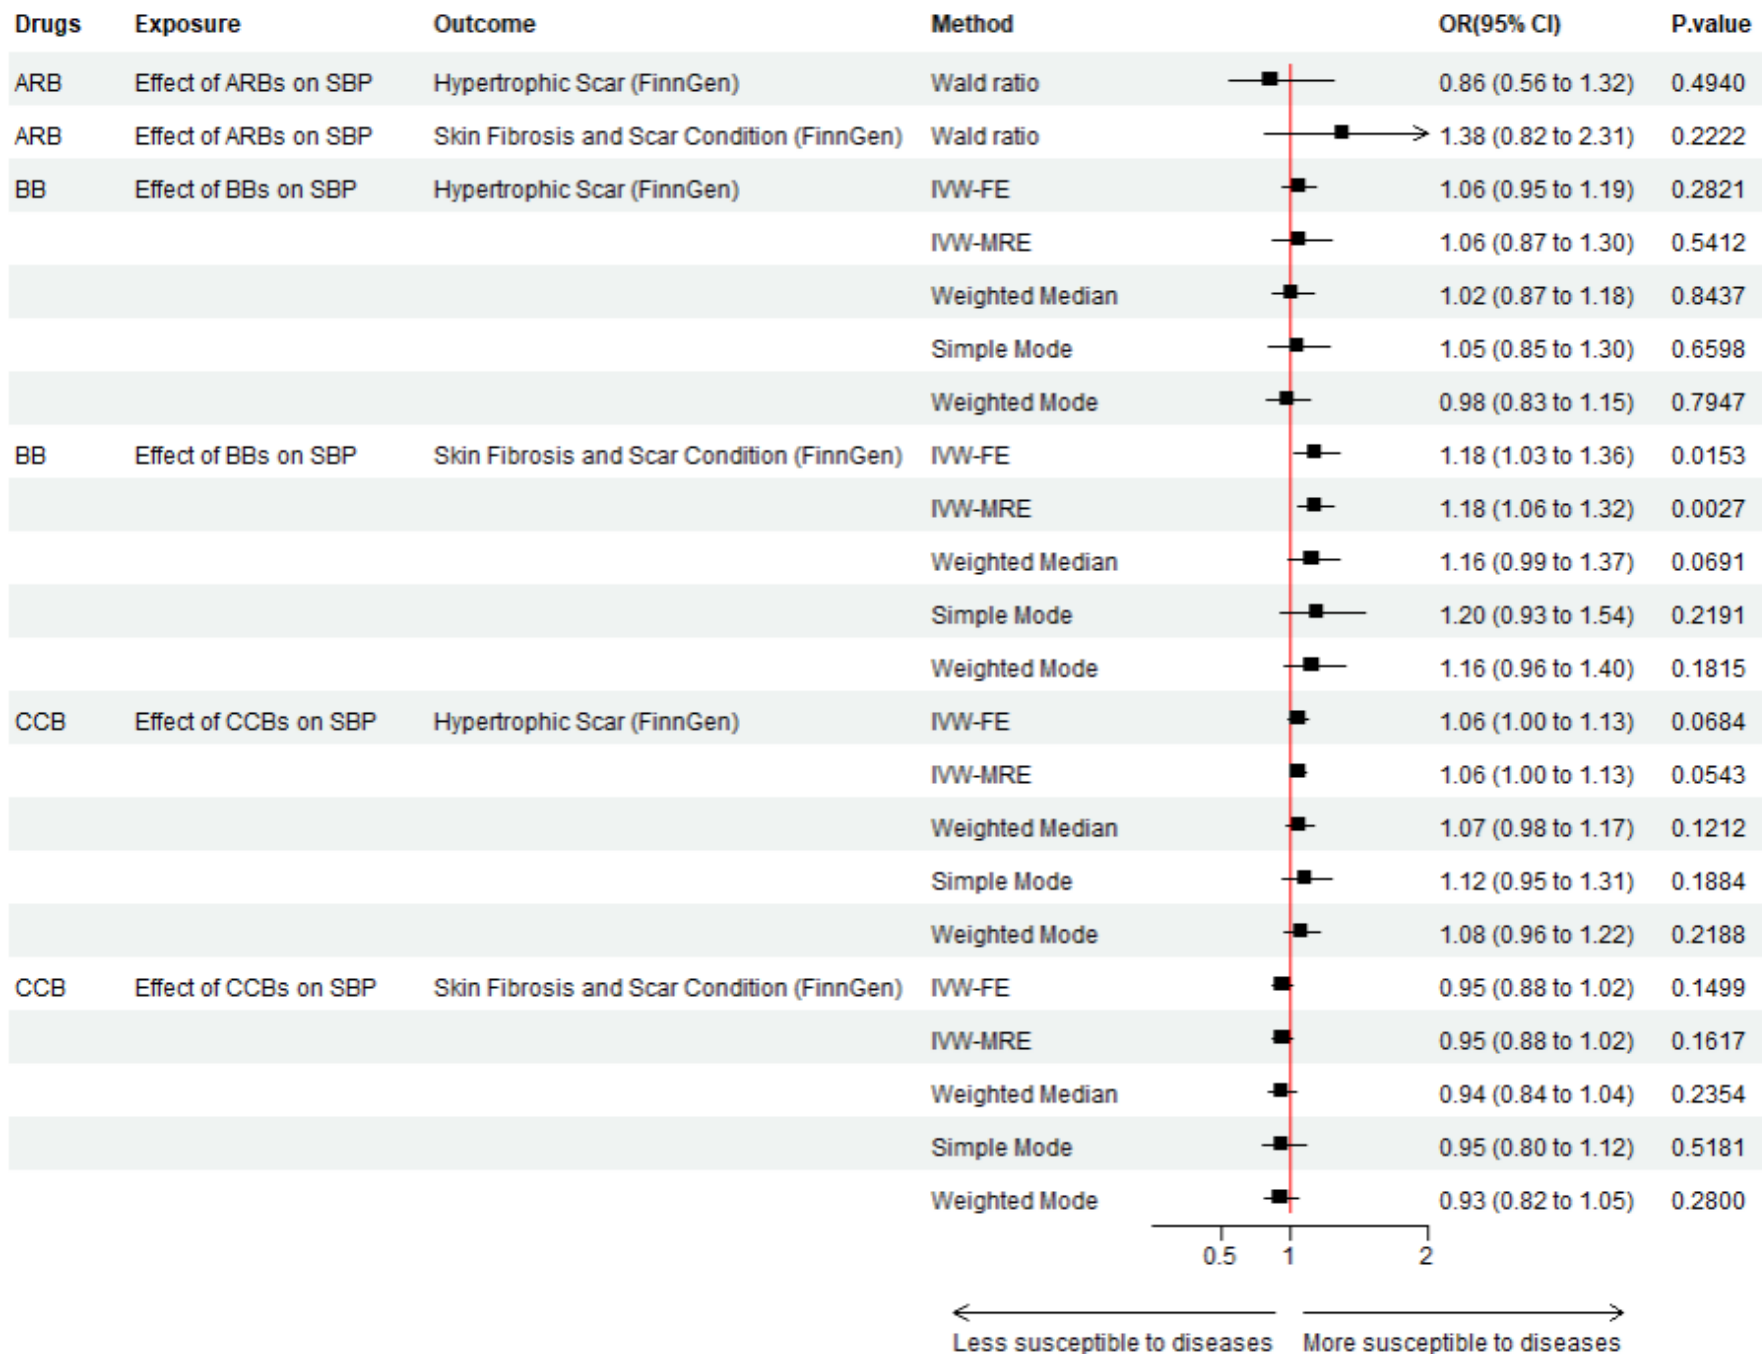 Drugs Exposure Outcome Method OR(95% CI) P.value
ARB Effect of ARBs on SBP Hypertrophic Scar (FinnGen) Wald ratio 0.86 (0.56 to 1.32) 0.4940
ARB Effect of ARBs on SBP Skin Fibrosis and Scar Condition (FinnGen) Wald ratio 1.38 (0.82 to 2.31) 0.2222
BB Effect of BBs on SBP Hypertrophic Scar (FinnGen) IVW-FE 1.06 (0.95 to 1.19) 0.2821
IVW-MRE 1.06 (0.87 to 1.30) 0.5412
Weighted Median 1.02 (0.87 to 1.18) 0.8437
Simple Mode 1.05 (0.85 to 1.30) 0.6598
Weighted Mode 0.98 (0.83 to 1.15) 0.7947
BB Effect of BBs on SBP Skin Fibrosis and Scar Condition (FinnGen) IVW-FE 1.18 (1.03 to 1.36) 0.0153
IVW-MRE 1.18 (1.06 to 1.32) 0.0027
Weighted Median 1.16 (0.99 to 1.37) 0.0691
Simple Mode 1.20 (0.93 to 1.54) 0.2191
Weighted Mode 1.16 (0.96 to 1.40) 0.1815
CCB Effect of CCBs on SBP Hypertrophic Scar (FinnGen) IVW-FE 1.06 (1.00 to 1.13) 0.0684
IVW-MRE 1.06 (1.00 to 1.13) 0.0543
Weighted Median 1.07 (0.98 to 1.17) 0.1212
Simple Mode 1.12 (0.95 to 1.31) 0.1884
Weighted Mode 1.08 (0.96 to 1.22) 0.2188
CCB Effect of CCBs on SBP Skin Fibrosis and Scar Condition (FinnGen) IVW-FE 0.95 (0.88 to 1.02) 0.1499
IVW-MRE 0.95 (0.88 to 1.02) 0.1617
Weighted Median 0.94 (0.84 to 1.04) 0.2354
Simple Mode 0.95 (0.80 to 1.12) 0.5181
Weighted Mode 0.93 (0.82 to 1.05) 0.2800
0.5 1 2
Less susceptible to diseases More susceptible to diseases